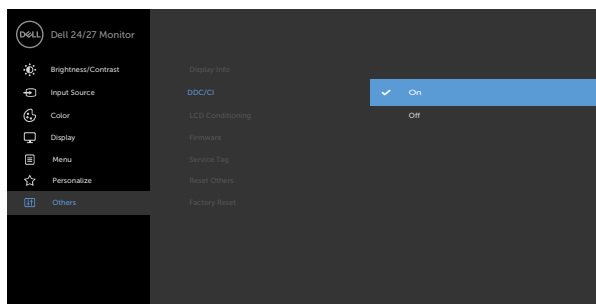 DELL
Dell 24/27 Monitor
Brightness/Contrast
Input Source
Color
Display
Menu
Personalize
Others
Display Info
DDC/CI
LCD Conditioning
Firmware
Service Tag
Reset Others
Factory Reset
On
Off